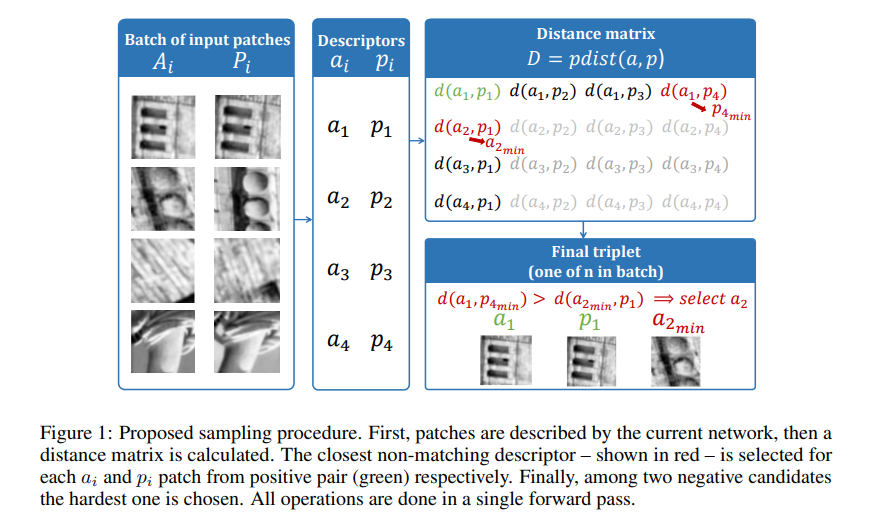 Batch of input patches
A_i P_i
Descriptors
a_i p_i
a_1 p_1
a_2 p_2
a_3 p_3
a_4 p_4
Distance matrix
D = pdist(a, p)
d(a_1, p_1) d(a_1, p_2) d(a_1, p_3) d(a_1, p_4)
p_{4_{min}}
d(a_2, p_1) d(a_2, p_2) d(a_2, p_3) d(a_2, p_4)
a_{2_{min}}
d(a_3, p_1) d(a_3, p_2) d(a_3, p_3) d(a_3, p_4)
d(a_4, p_1) d(a_4, p_2) d(a_4, p_3) d(a_4, p_4)
Final triplet
(one of n in batch)
d(a_1, p_{4_{min}}) > d(a_{2_{min}}, p_1) ⟹ select a_2
a_1 p_1 a_{2_{min}}
Figure 1: Proposed sampling procedure. First, patches are described by the current network, then a
distance matrix is calculated. The closest non-matching descriptor – shown in red – is selected for
each a_i and p_i patch from positive pair (green) respectively. Finally, among two negative candidates
the hardest one is chosen. All operations are done in a single forward pass.